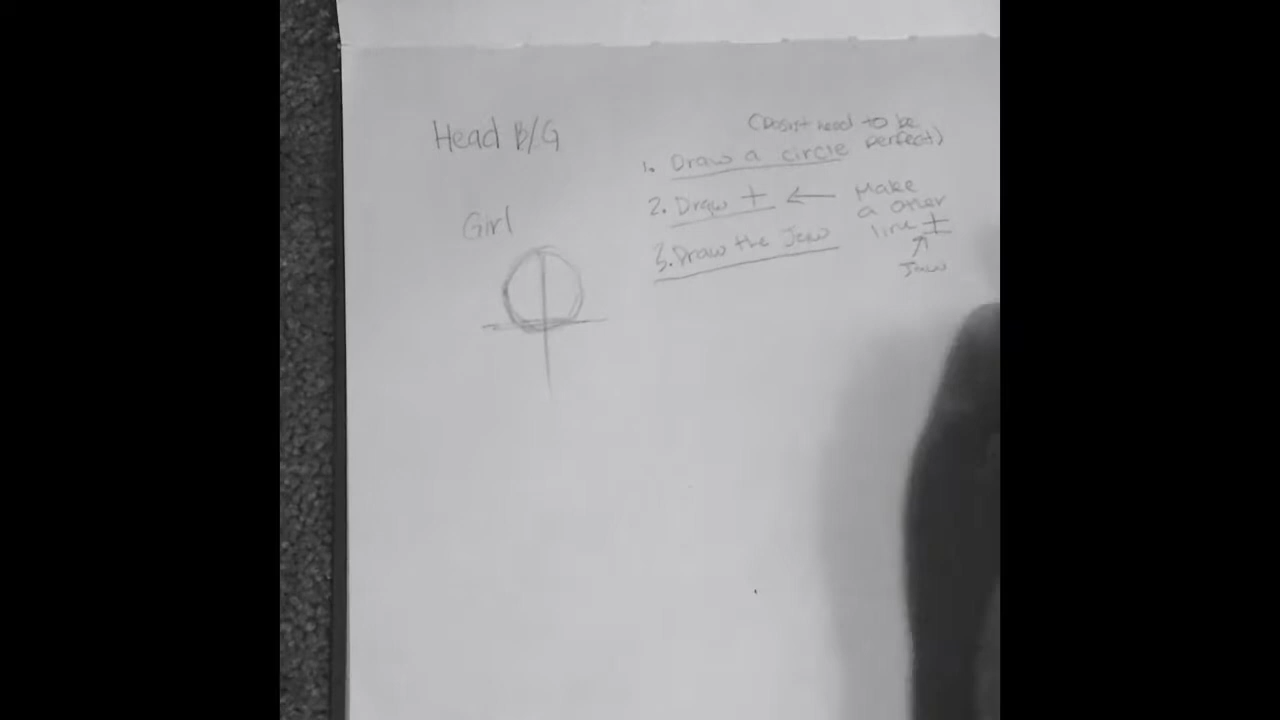 Head B/G
(Dosn't need to be
perfect)
1. Draw a circle
2. Draw + ← Make
a other
line ±
3. Draw the Jaw
Jaw
Girl